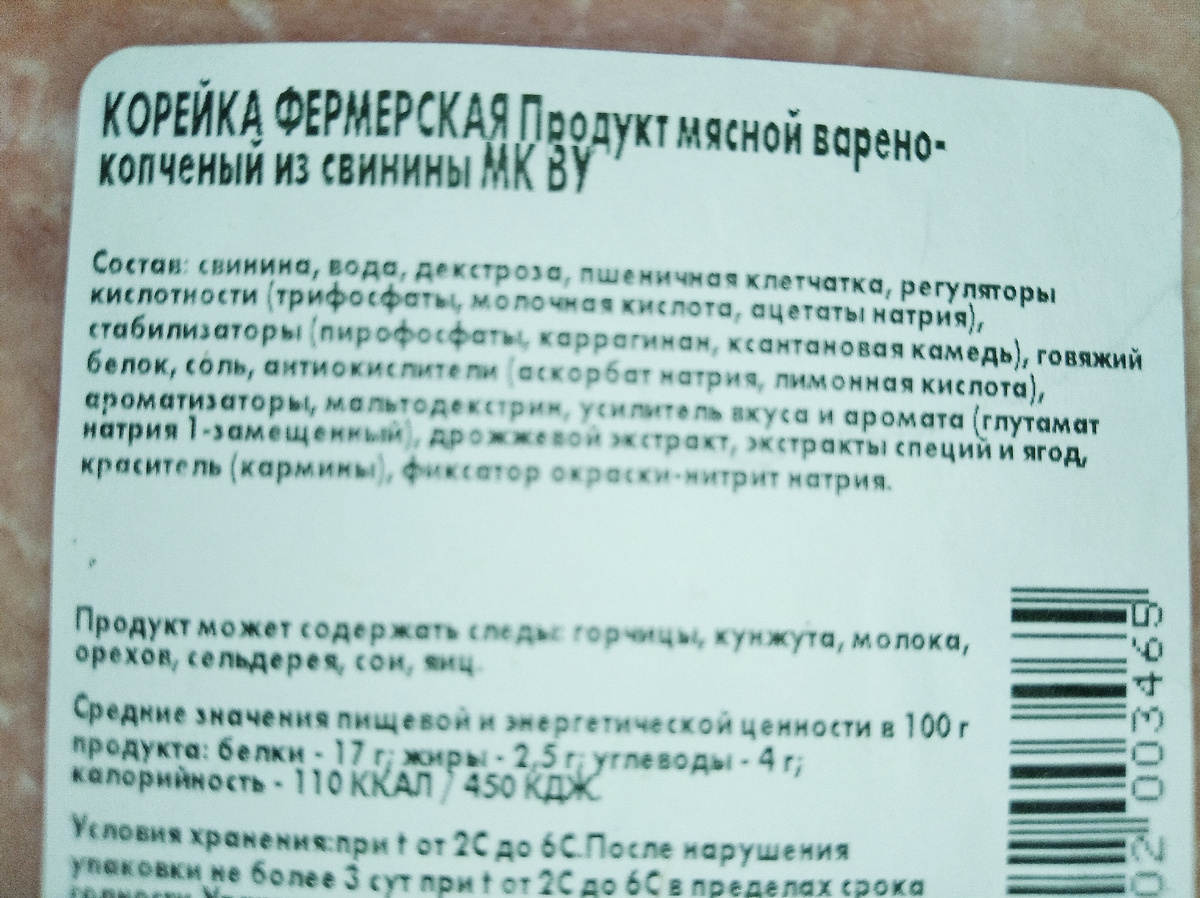 КОРЕЙКА ФЕРМЕРСКАЯ Продукт мясной варено-
копченый из свинины МК ВУ
Состав: свинина, вода, декстроза, пшеничная клетчатка, регуляторы
кислотности (трифосфаты, молочная кислота, ацетаты натрия),
стабилизаторы (пирофосфаты, каррагинан, ксантановая камедь), говяжий
белок, соль, антиокислители (аскорбат натрия, лимонная кислота),
ароматизаторы, мальтодекстрин, усилитель вкуса и аромата (глутамат
натрия 1-замещенный), дрожжевой экстракт, экстракты специй и ягод,
краситель (кармины), фиксатор окраски-нитрит натрия.
Продукт может содержать следы: горчицы, кунжута, молока,
орехов, сельдерея, сои, яиц.
Средние значения пищевой и энергетической ценности в 100 г
продукта: белки - 17 г; жиры - 2,5 г; углеводы - 4 г;
калорийность - 110 ККАЛ / 450 КДЖ.
Условия хранения:при t от 2С до 6С.После нарушения
упаковки не более 3 сут при t от 2С до 6С в пределах срока
02 003465